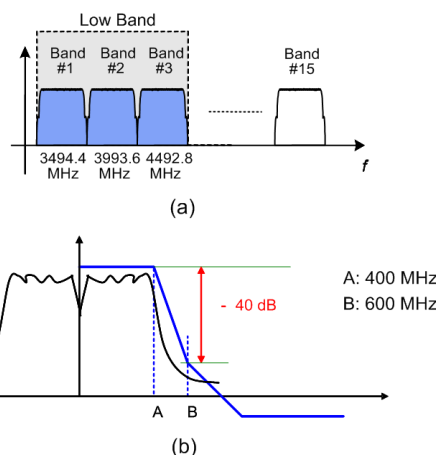 Low Band
Band Band Band Band
#1 #2 #3 #15
3494.4 3993.6 4492.8
MHz MHz MHz
f
(a)
A: 400 MHz
- 40 dB
B: 600 MHz
A B
(b)